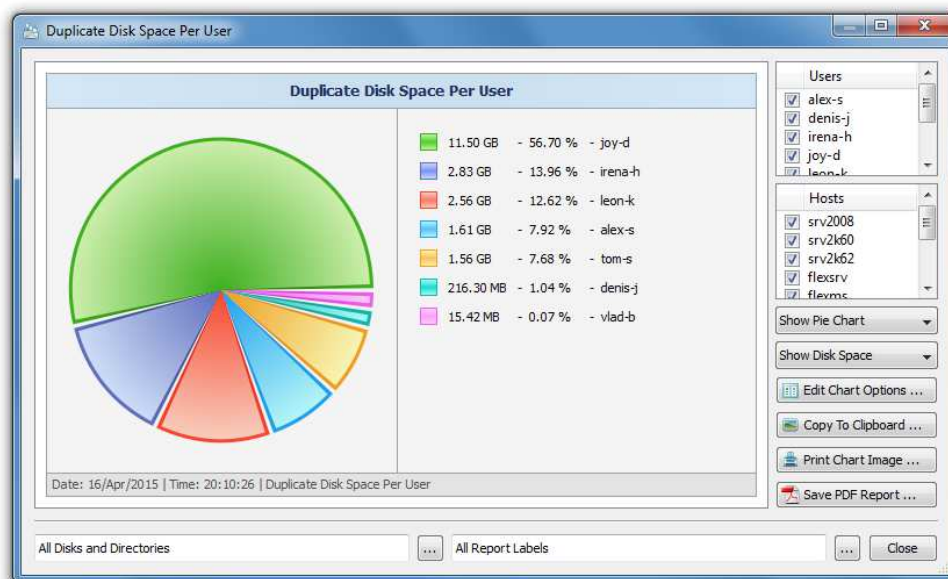 Duplicate Disk Space Per User
Duplicate Disk Space Per User
11.50 GB - 56.70 % - joy-d
2.83 GB - 13.96 % - irena-h
2.56 GB - 12.62 % - leon-k
1.61 GB - 7.92 % - alex-s
1.56 GB - 7.68 % - tom-s
216.30 MB - 1.04 % - denis-j
15.42 MB - 0.07 % - vlad-b
Date: 16/Apr/2015 | Time: 20:10:26 | Duplicate Disk Space Per User
Users
alex-s
denis-j
irena-h
joy-d
leon-k
Hosts
srv2008
srv2k60
srv2k62
flexsrv
flexms
Show Pie Chart
Show Disk Space
Edit Chart Options ...
Copy To Clipboard ...
Print Chart Image ...
Save PDF Report ...
All Disks and Directories
...
All Report Labels
...
Close